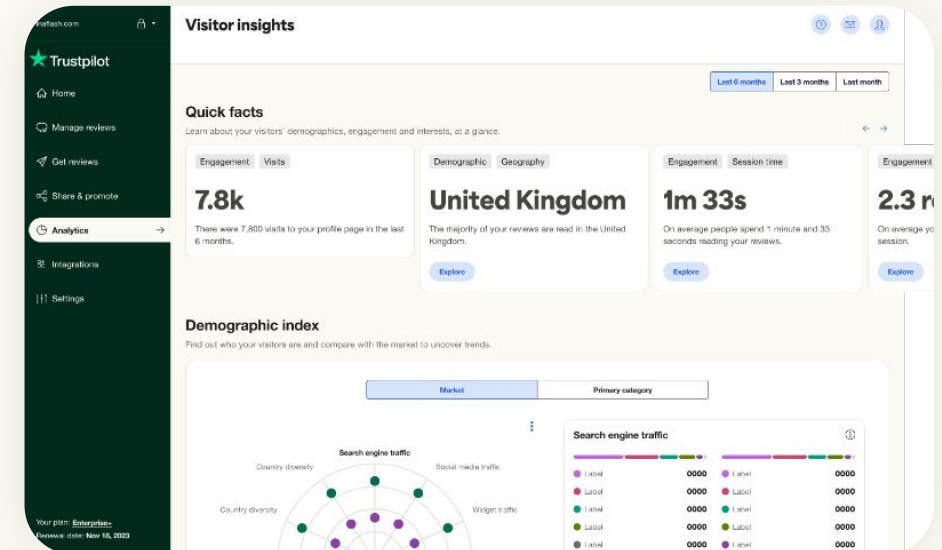 inaflash.com
Visitor insights
Trustpilot
Home
Manage reviews
Get reviews
Share & promote
Analytics
Integrations
Settings
Your plan: Enterprise+
Renewal date: Nov 18, 2023
Last 6 months Last 3 months Last month
Quick facts
Learn about your visitors' demographics, engagement and interests, at a glance.
Engagement Visits
7.8k
There were 7,800 visits to your profile page in the last
6 months.
Demographic Geography
United Kingdom
The majority of your reviews are read in the United
Kingdom.
Explore
Engagement Session time
1m 33s
On average people spend 1 minute and 33
seconds reading your reviews.
Explore
Engagement
2.3 r
On average yo
session.
Explore
Demographic index
Find out who your visitors are and compare with the market to uncover trends.
Market Primary category
Search engine traffic
Country diversity Social media traffic
Country diversity Widget traffic
Search engine traffic
Label 0000 Label 0000
Label 0000 Label 0000
Label 0000 Label 0000
Label 0000 Label 0000
Label 0000 Label 0000